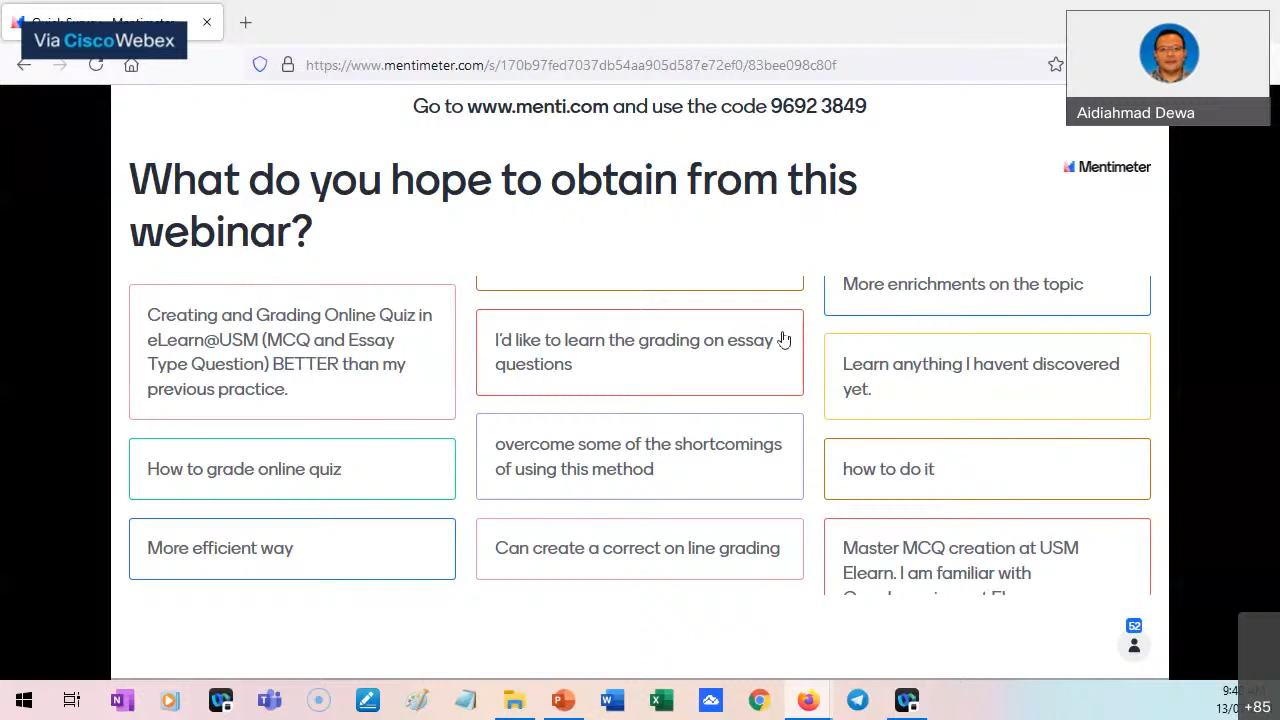 Via CiscoWebex
https://www.mentimeter.com/s/170b97fed7037db54aa905d587e72ef0/83bee098c80f
Aidiahmad Dewa
Go to www.menti.com and use the code 9692 3849
Mentimeter
What do you hope to obtain from this
webinar?
Creating and Grading Online Quiz in
eLearn@USM (MCQ and Essay
Type Question) BETTER than my
previous practice.
How to grade online quiz
More efficient way
I'd like to learn the grading on essay
questions
overcome some of the shortcomings
of using this method
Can create a correct on line grading
More enrichments on the topic
Learn anything I havent discovered
yet.
how to do it
Master MCQ creation at USM
Elearn. I am familiar with
52
+85